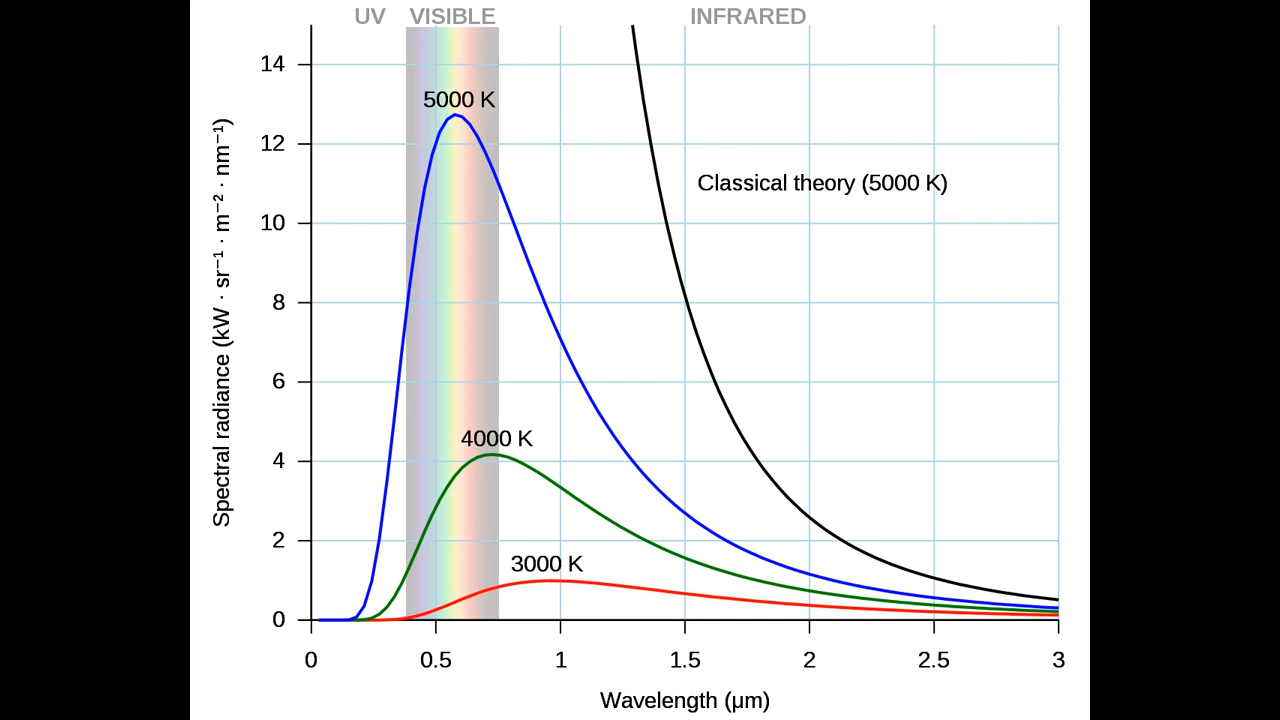 UV VISIBLE INFRARED
14
12
10
8
6
4
2
0
Spectral radiance (kW · sr⁻¹ · m⁻² · nm⁻¹)
5000 K
Classical theory (5000 K)
4000 K
3000 K
0 0.5 1 1.5 2 2.5 3
Wavelength (μm)